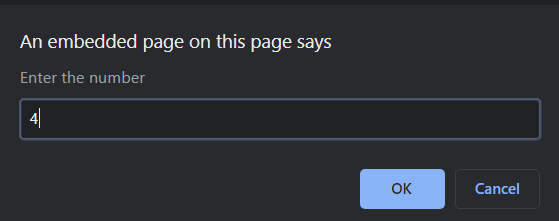 An embedded page on this page says
Enter the number
4
OK Cancel